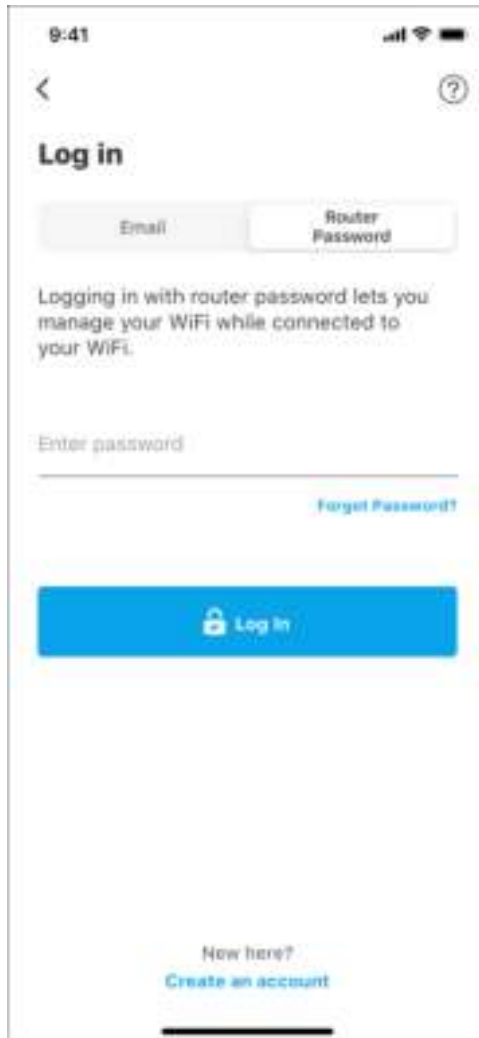 9:41
Log in
Email
Router
Password
Logging in with router password lets you
manage your WiFi while connected to
your WiFi.
Enter password
Forgot Password?
Log In
New here?
Create an account